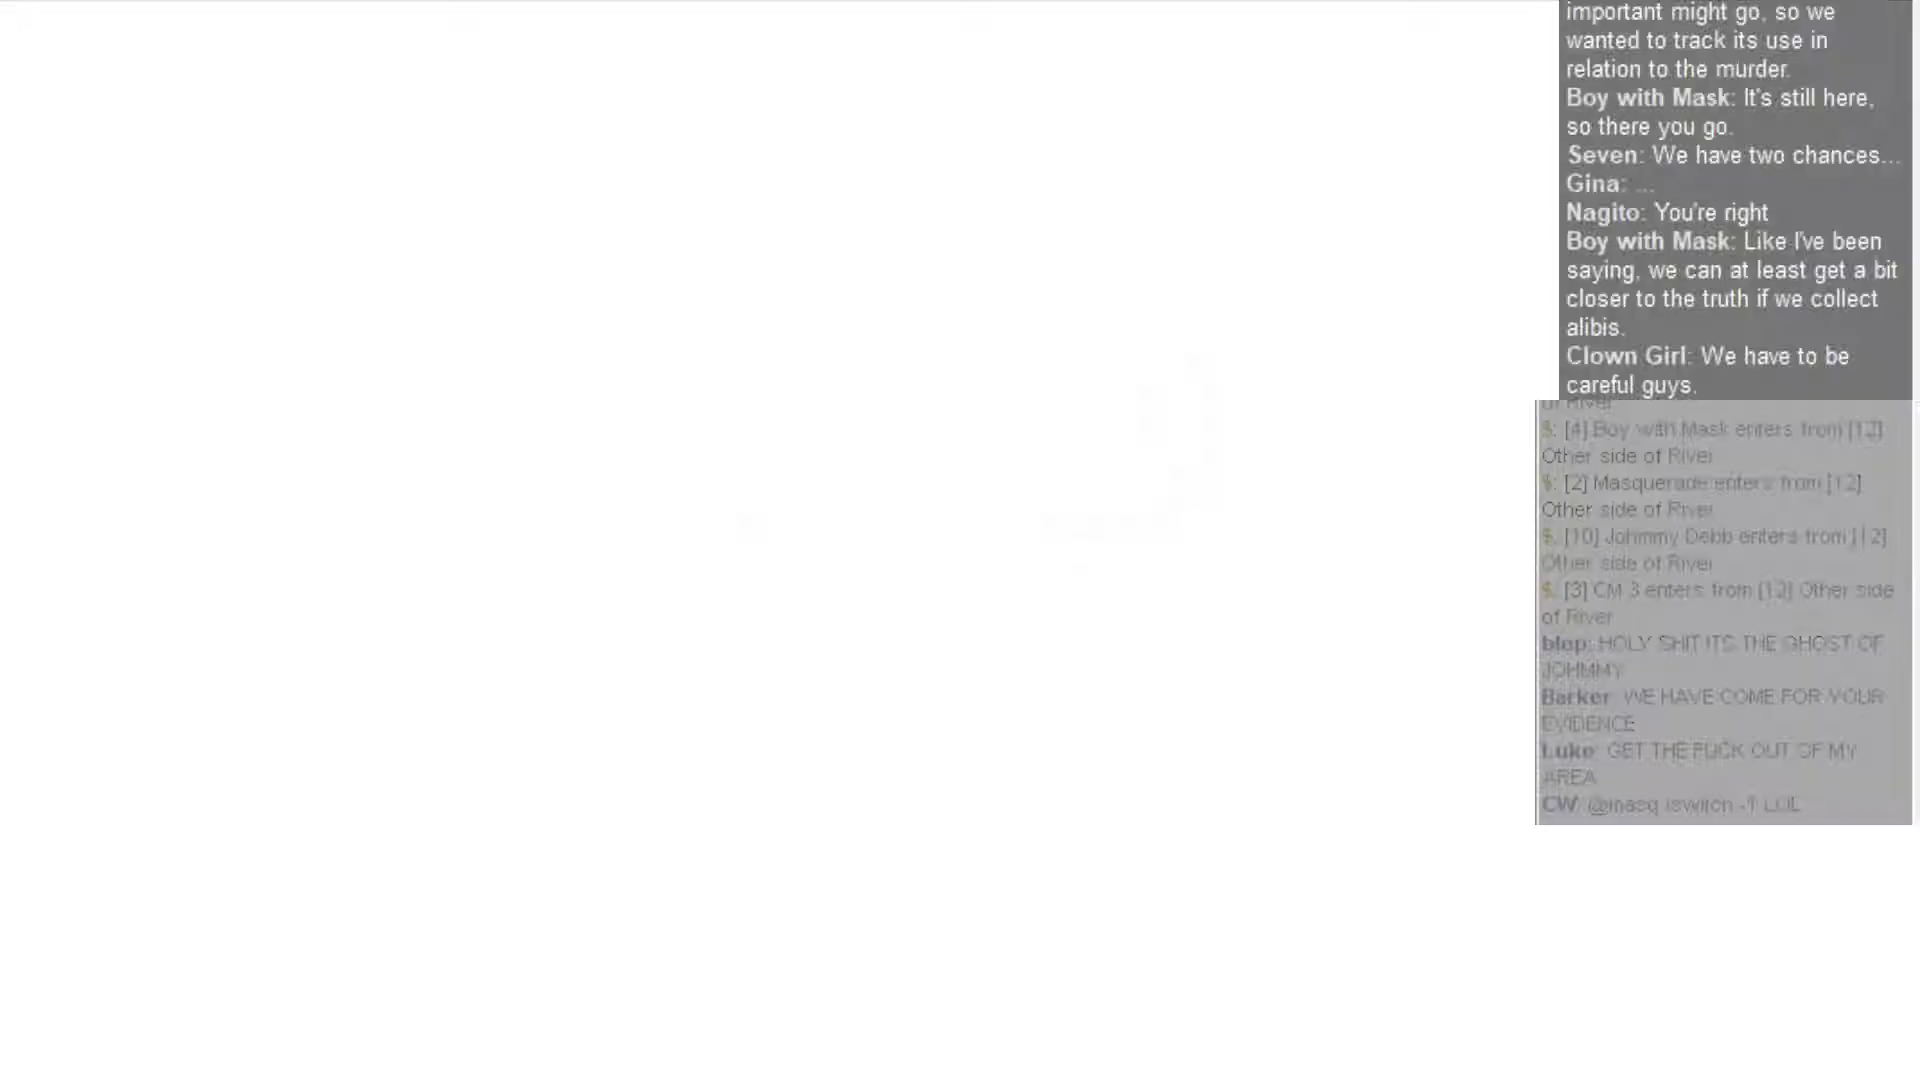 important might go, so we
wanted to track its use in
relation to the murder.
Boy with Mask: It's still here,
so there you go.
Seven: We have two chances...
Gina: ...
Nagito: You're right
Boy with Mask: Like I've been
saying, we can at least get a bit
closer to the truth if we collect
alibis.
Clown Girl: We have to be
careful guys.
of River
$: [4] Boy with Mask enters from [12]
Other side of River
$: [2] Masquerade enters from [12]
Other side of River
$: [10] Johmmy Debb enters from [12]
Other side of River
$: [3] CM 3 enters from [12] Other side
of River
blop: HOLY SHIT ITS THE GHOST OF
JOHMMY
Barker: WE HAVE COME FOR YOUR
EVIDENCE
Luke: GET THE FUCK OUT OF MY
AREA
CW: LOL